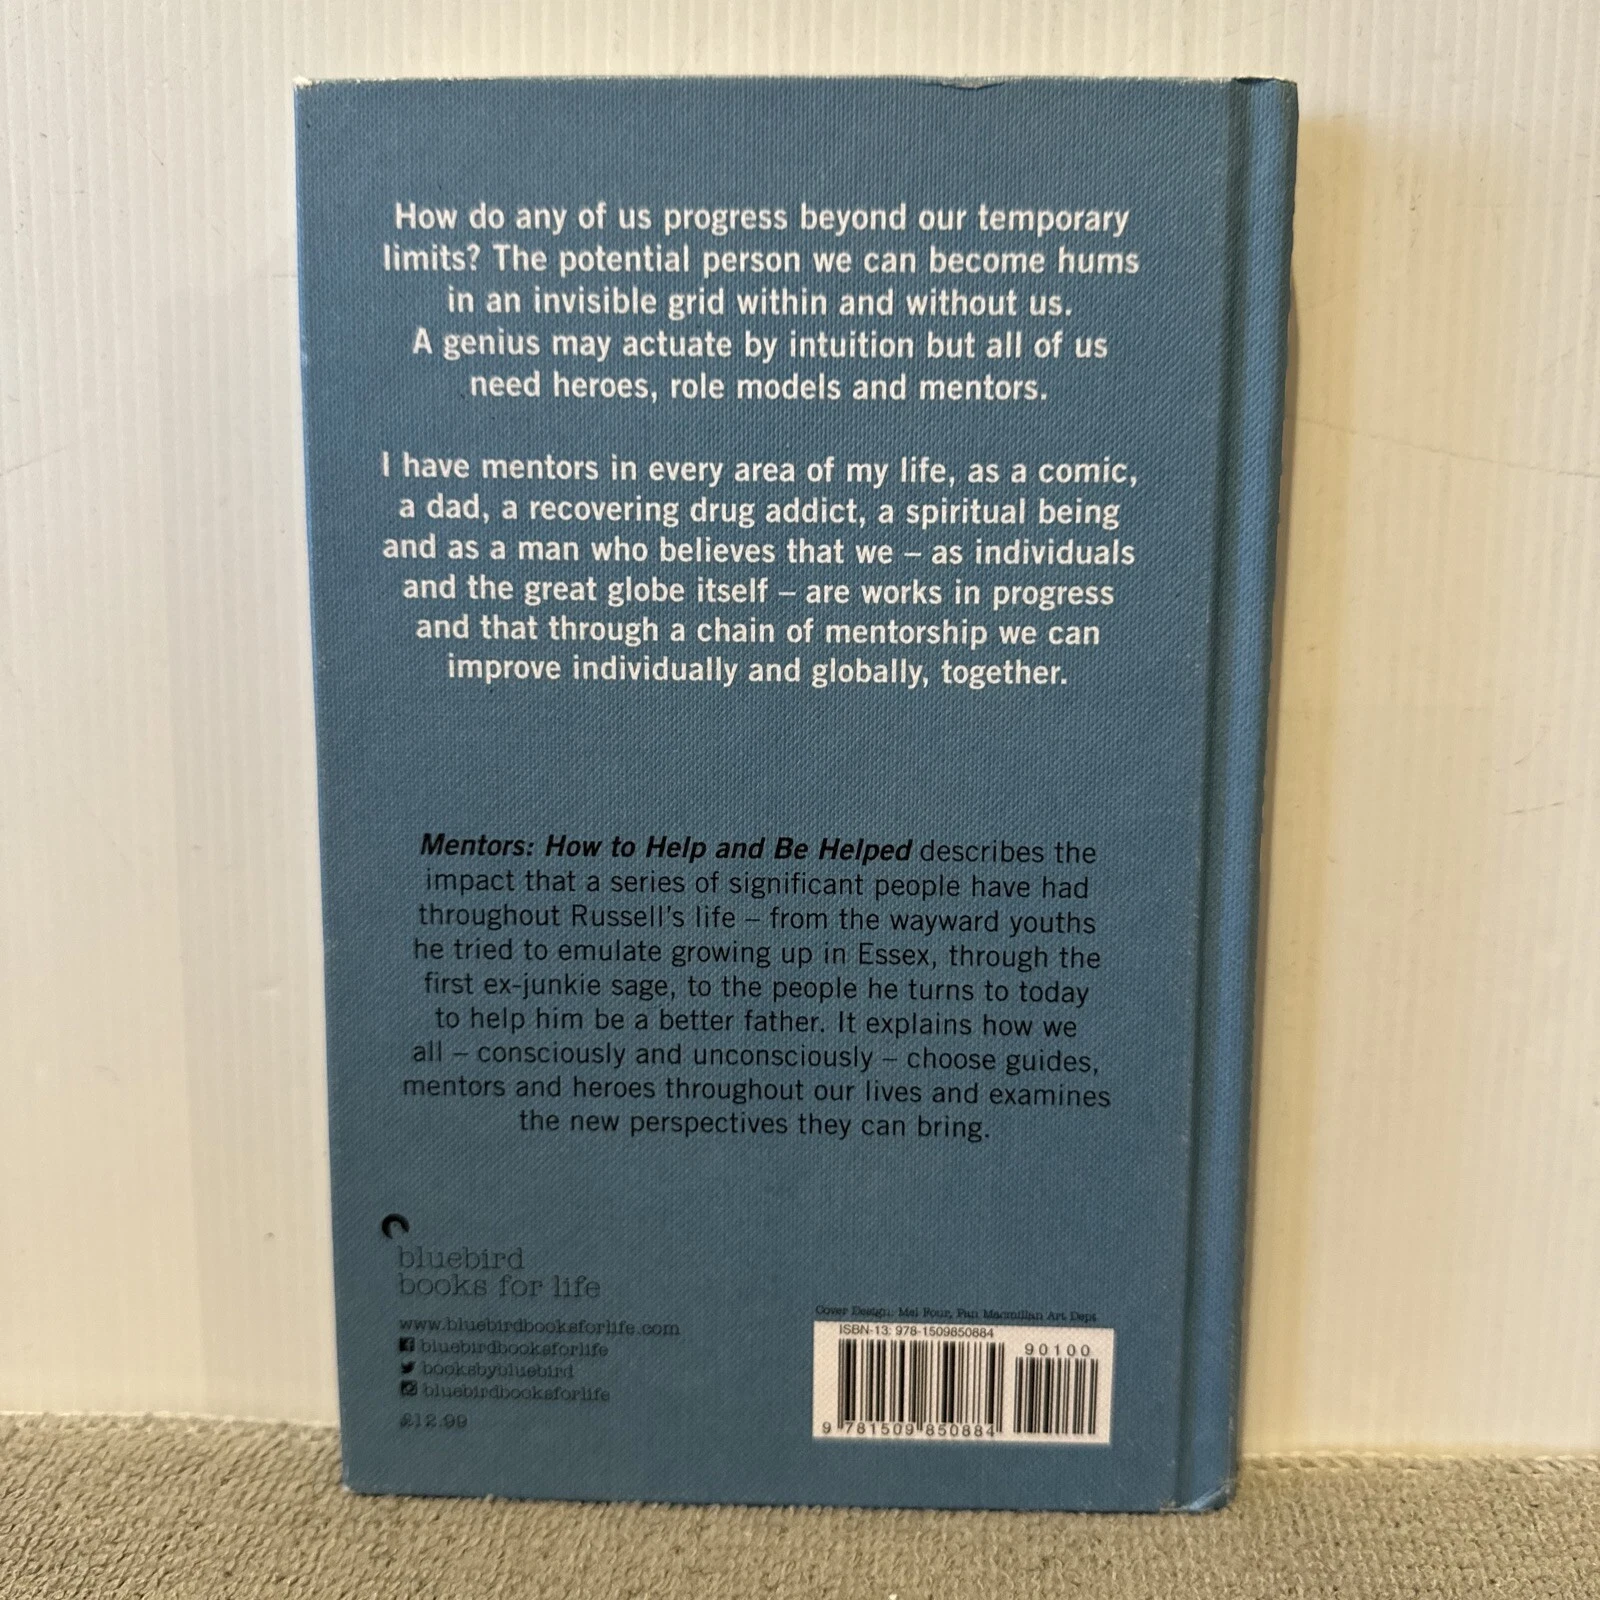 How do any of us progress beyond our temporary
limits? The potential person we can become hums
in an invisible grid within and without us.
A genius may actuate by intuition but all of us
need heroes, role models and mentors.
I have mentors in every area of my life, as a comic,
a dad, a recovering drug addict, a spiritual being
and as a man who believes that we – as individuals
and the great globe itself – are works in progress
and that through a chain of mentorship we can
improve individually and globally, together.
Mentors: How to Help and Be Helped describes the
impact that a series of significant people have had
throughout Russell's life – from the wayward youths
he tried to emulate growing up in Essex, through the
first ex-junkie sage, to the people he turns to today
to help him be a better father. It explains how we
all – consciously and unconsciously – choose guides,
mentors and heroes throughout our lives and examines
the new perspectives they can bring.
bluebird
books for life
www.bluebirdbooksforlife.com
bluebirdbooksforlife
booksbybluebird
bluebirdbooksforlife
£12.99
Cover Design: Mel Four, Pan Macmillan Art Dept
ISBN-13: 978-1509850884
90100
9 781509 850884